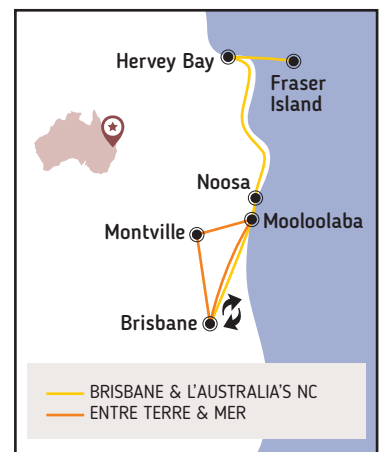 Hervey Bay
Fraser
Island
Noosa
Mooloolaba
Montville
Brisbane
BRISBANE & L'AUSTRALIA'S NC
ENTRE TERRE & MER